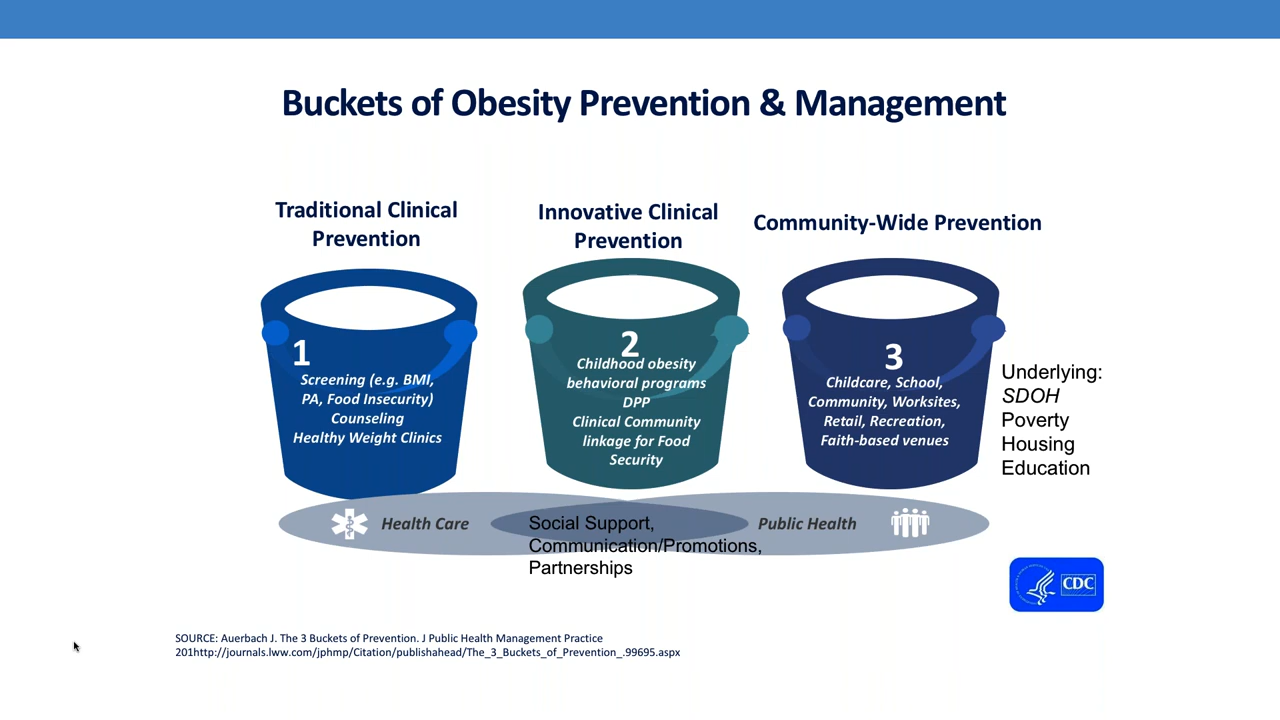 Buckets of Obesity Prevention & Management
Traditional Clinical
Prevention
1
Screening (e.g. BMI,
PA, Food Insecurity)
Counseling
Healthy Weight Clinics
Innovative Clinical
Prevention
2
Childhood obesity
behavioral programs
DPP
Clinical Community
linkage for Food
Security
Community-Wide Prevention
3
Childcare, School,
Community, Worksites,
Retail, Recreation,
Faith-based venues
Underlying:
SDOH
Poverty
Housing
Education
Health Care
Social Support,
Communication/Promotions,
Partnerships
Public Health
CDC
SOURCE: Auerbach J. The 3 Buckets of Prevention. J Public Health Management Practice
201http://journals.lww.com/jphmp/Citation/publishahead/The_3_Buckets_of_Prevention_.99695.aspx